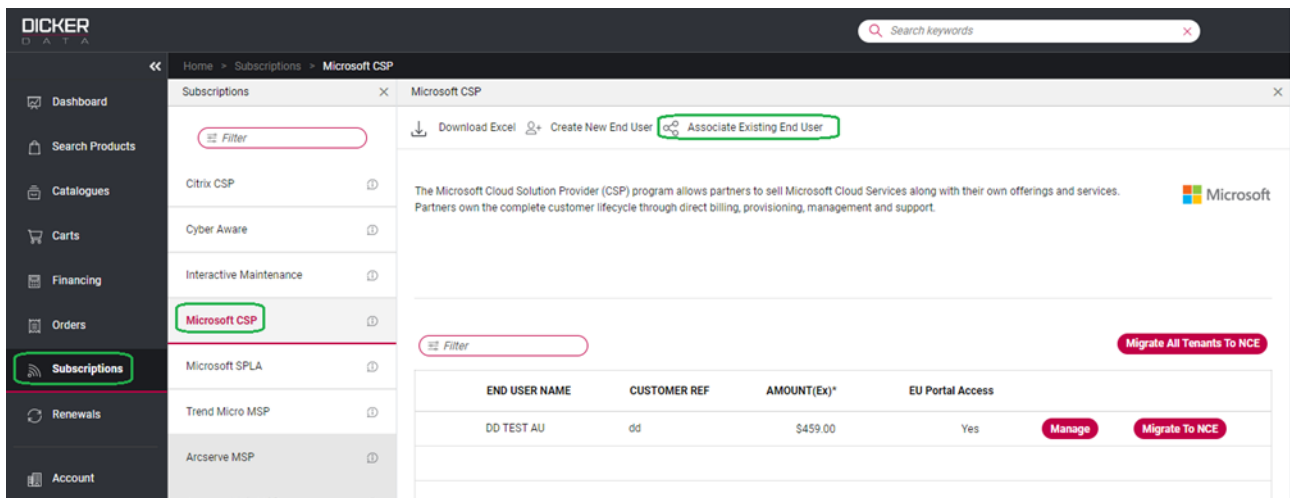 DICKER
DATA
Search keywords
Home > Subscriptions > Microsoft CSP
Dashboard
Search Products
Catalogues
Carts
Financing
Orders
Subscriptions
Renewals
Account
Subscriptions
Filter
Citrix CSP
Cyber Aware
Interactive Maintenance
Microsoft CSP
Microsoft SPLA
Trend Micro MSP
Arcserve MSP
Microsoft CSP
Download Excel Create New End User Associate Existing End User
The Microsoft Cloud Solution Provider (CSP) program allows partners to sell Microsoft Cloud Services along with their own offerings and services.
Partners own the complete customer lifecycle through direct billing, provisioning, management and support.
Microsoft
Filter
Migrate All Tenants To NCE
END USER NAME CUSTOMER REF AMOUNT(Ex)* EU Portal Access
DD TEST AU dd $459.00 Yes Manage Migrate To NCE